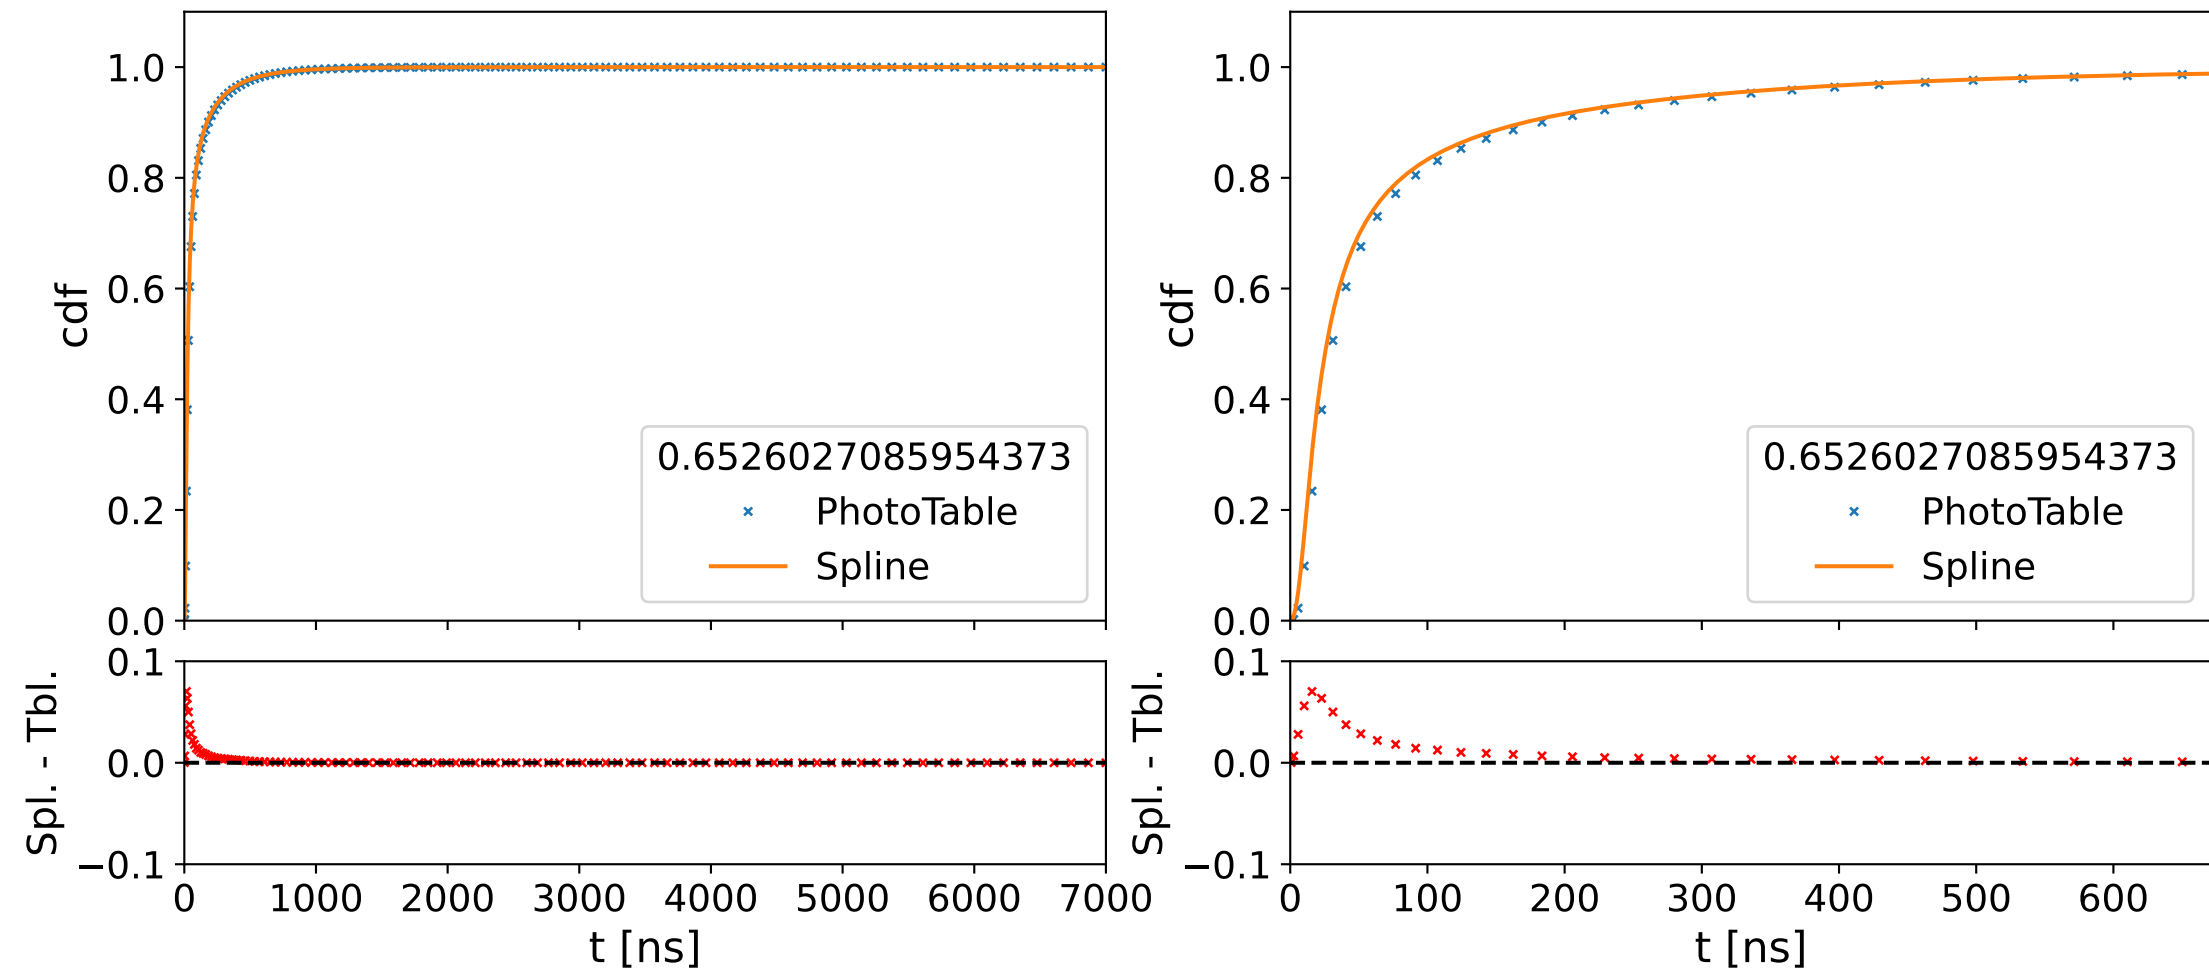 cdf
1.0
0.8
0.6
0.4
0.2
0.0
0.6526027085954373
PhotoTable
Spline
Spl. - Tbl.
0.1
0.0
−0.1
0 1000 2000 3000 4000 5000 6000 7000
t [ns]
cdf
1.0
0.8
0.6
0.4
0.2
0.0
0.6526027085954373
PhotoTable
Spline
Spl. - Tbl.
0.1
0.0
−0.1
0 100 200 300 400 500 600
t [ns]